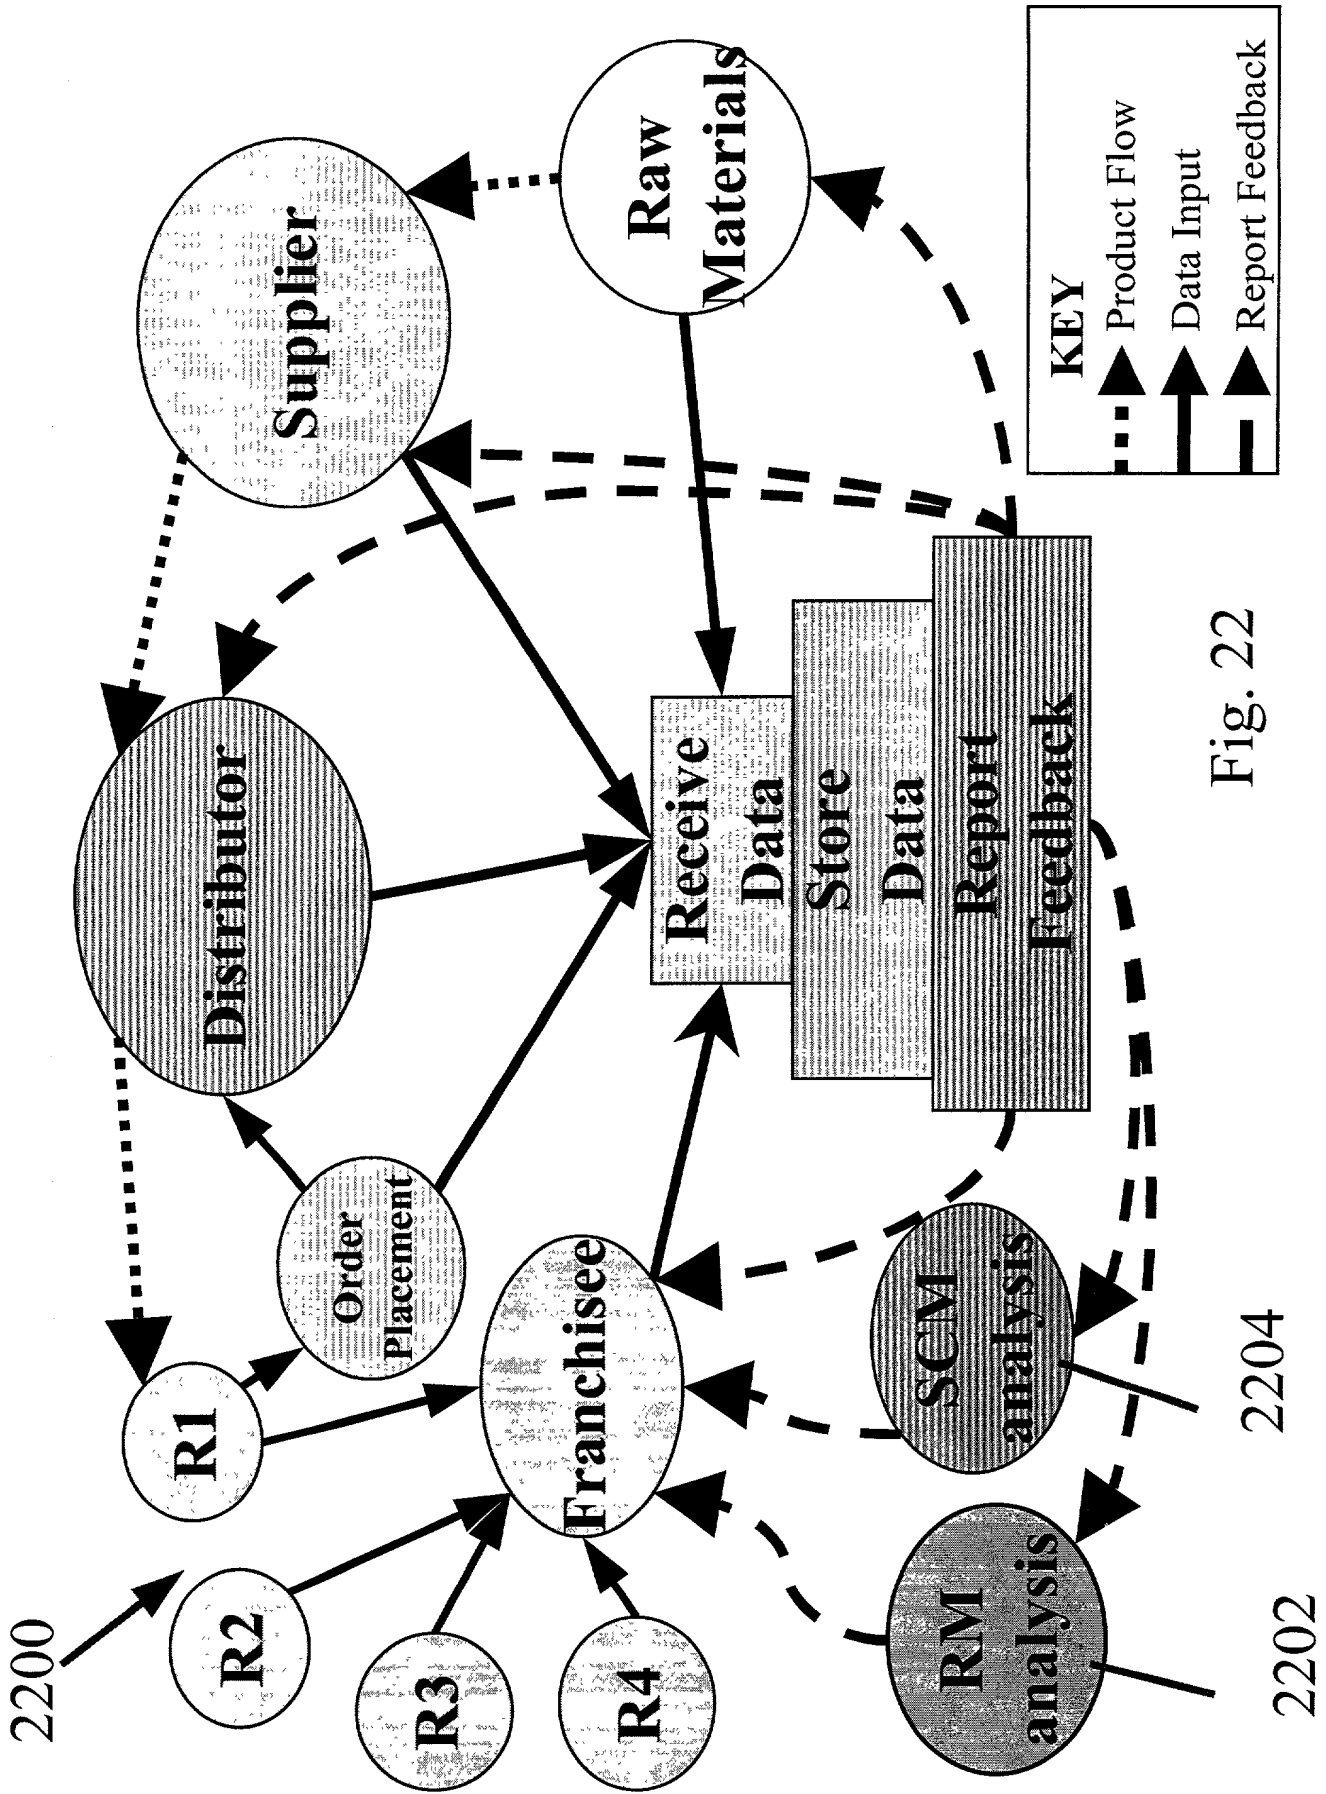 2200
R1
R2
R3
R4
Order
Placement
Distributor
Supplier
Franchisee
Receive
Data
Store
Data
Report
Feedback
Raw
Materials
RM
analysis
SCM
analysis
2202
2204
Fig. 22
KEY
Product Flow
Data Input
Report Feedback